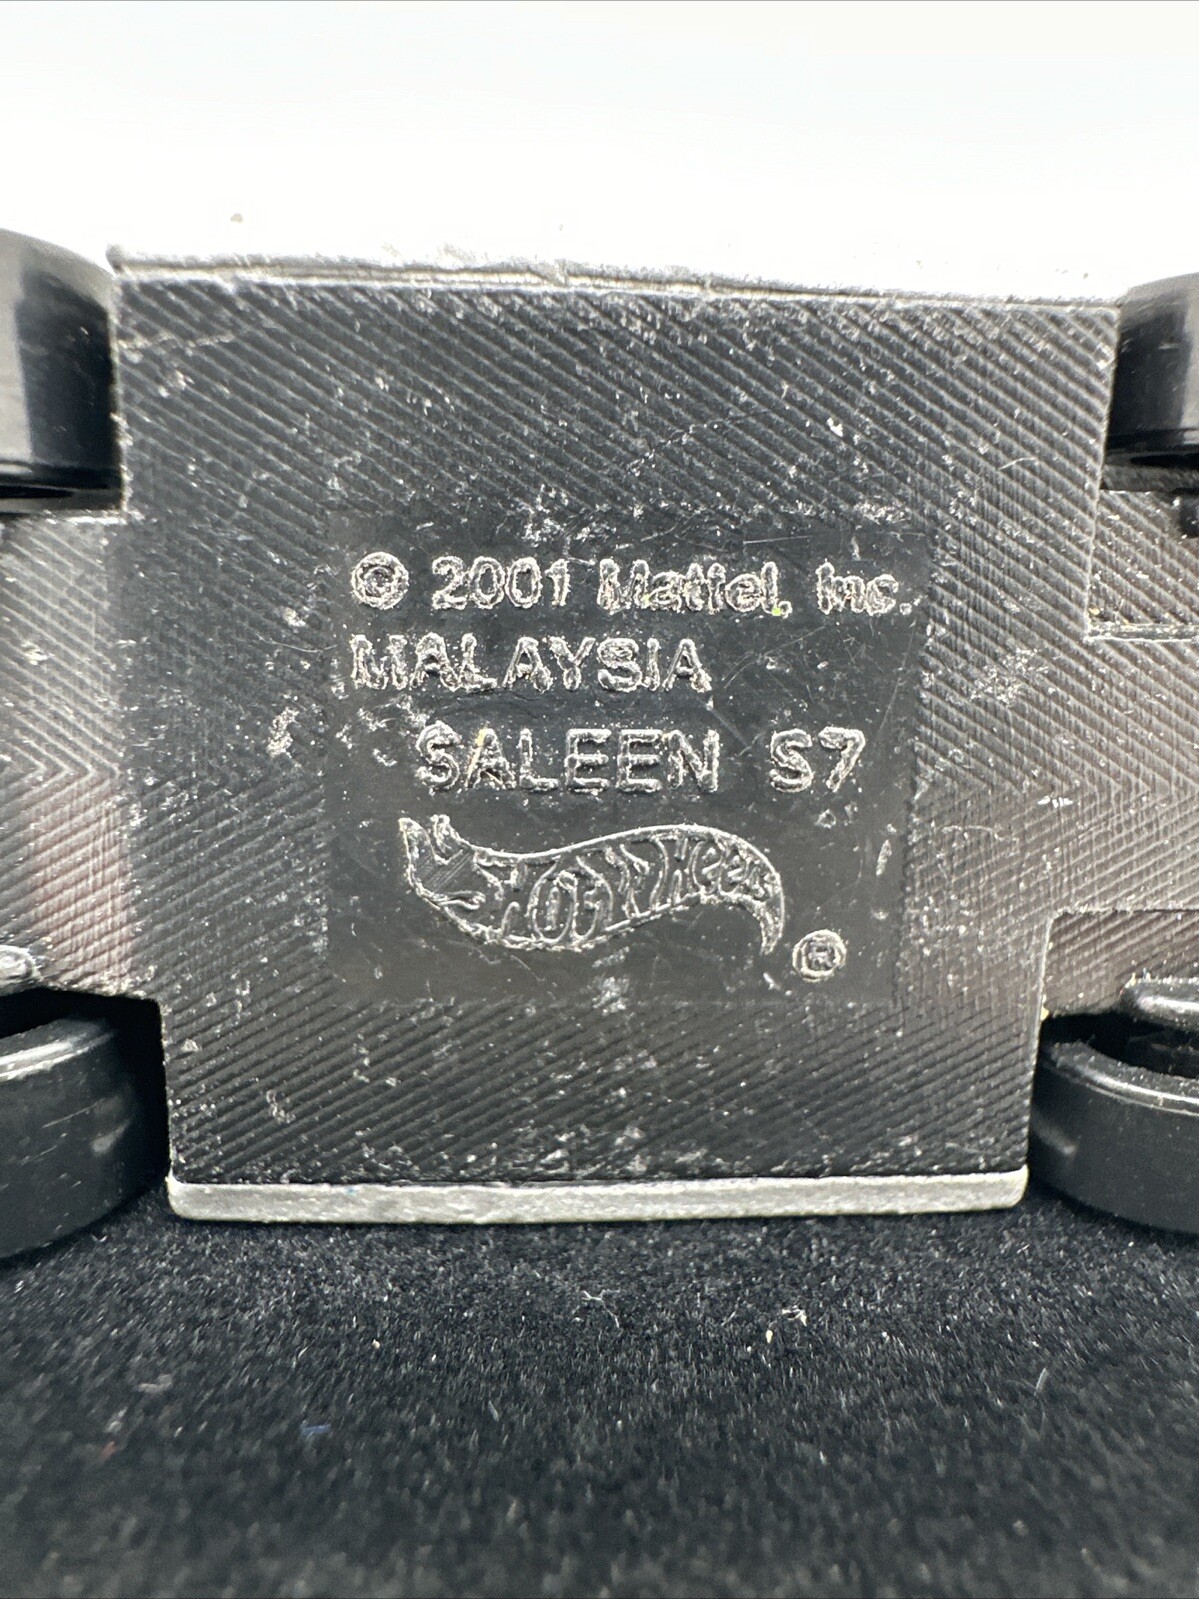 © 2001 Mattel, Inc.
MALAYSIA
SALEEN S7
HOT WHEELS ®